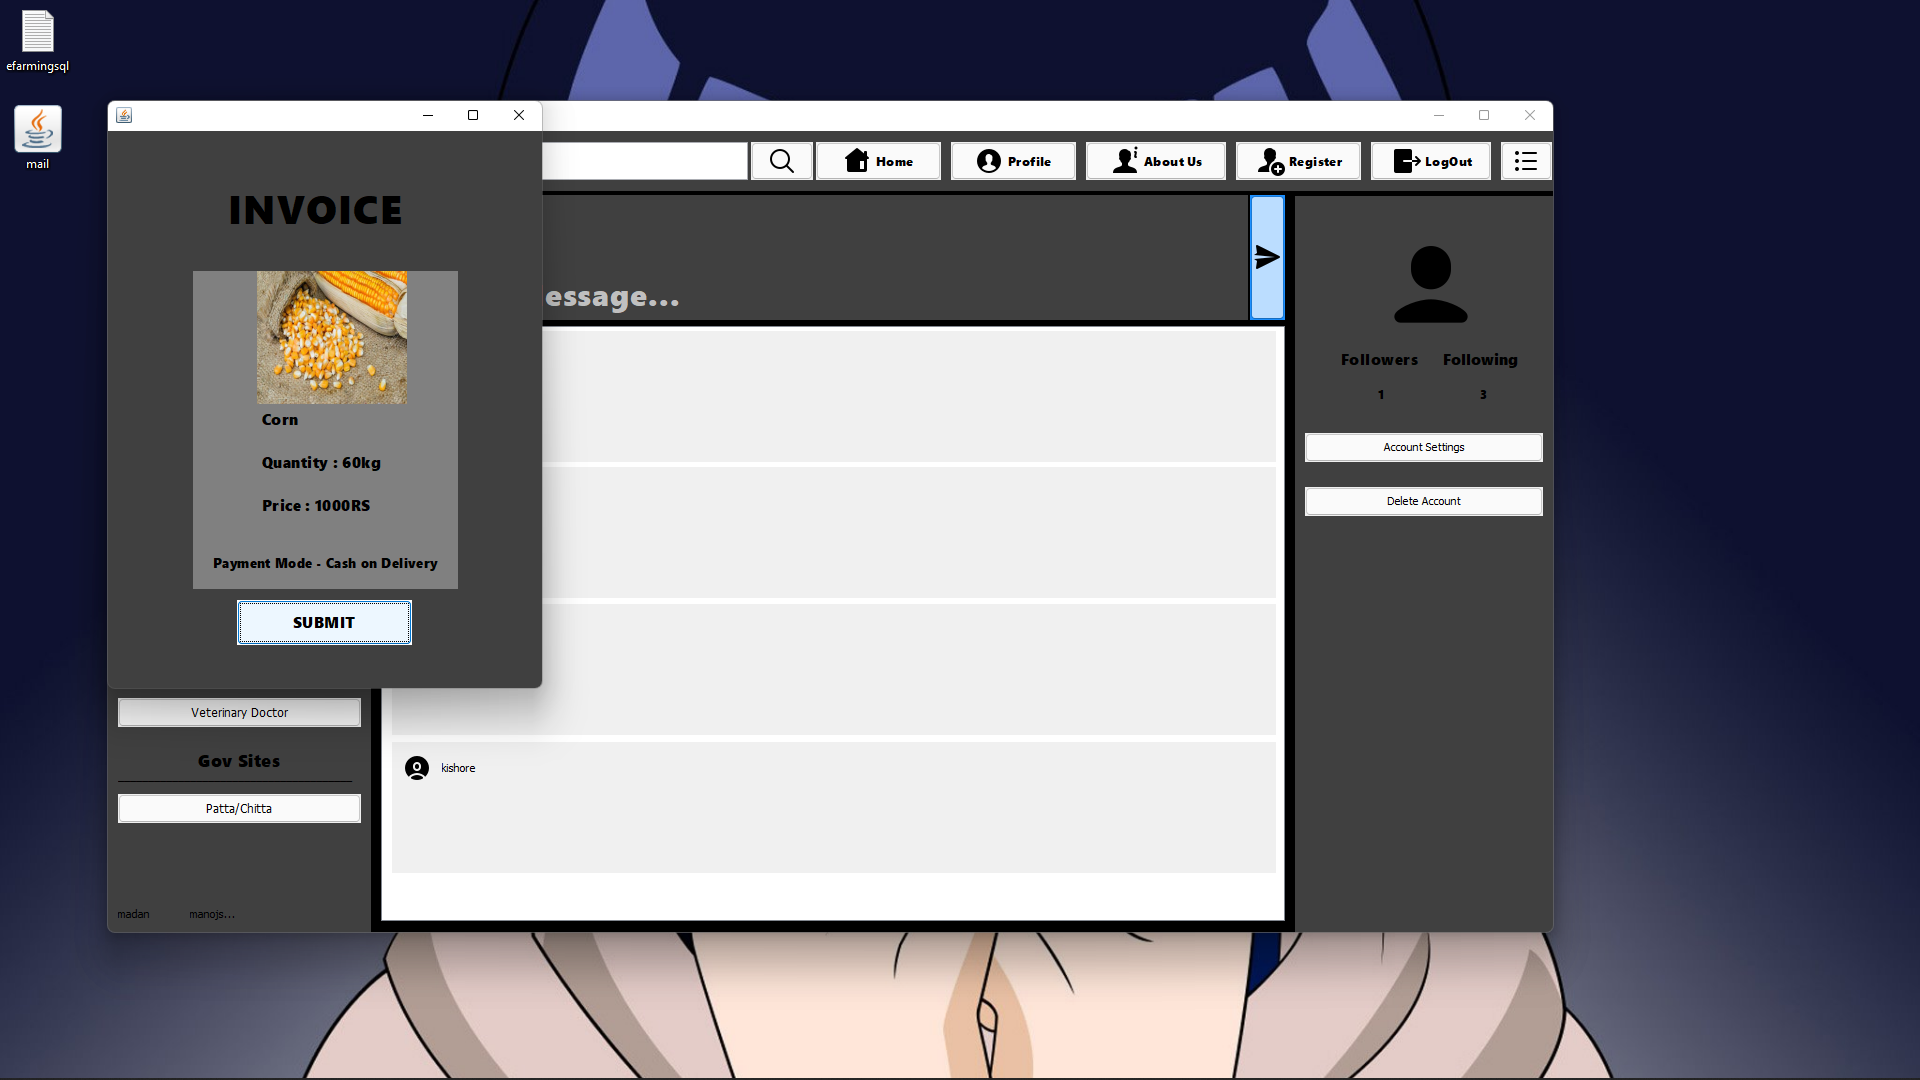 efarmingsql
mail
Home
Profile
About Us
Register
LogOut
INVOICE
Corn
Quantity : 60kg
Price : 1000RS
Payment Mode - Cash on Delivery
SUBMIT
essage...
Followers
Following
1
3
Account Settings
Delete Account
Veterinary Doctor
Gov Sites
Patta/Chitta
madan
manojs...
kishore